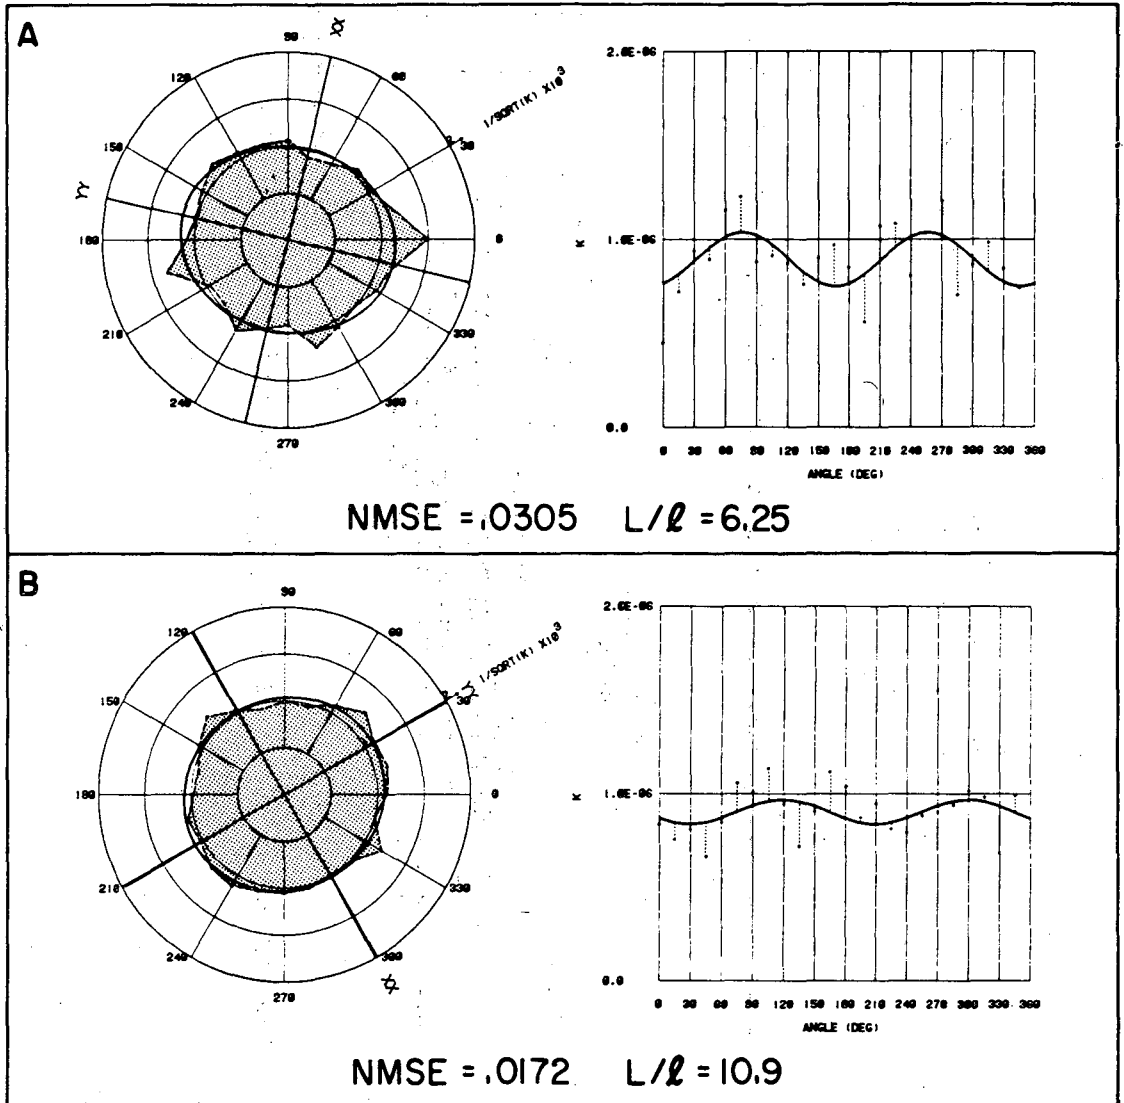 A
90
XX
120
60
1/SQRT(K) X10³
150
30
YY
180
0
210
330
240
300
270
2.0E-06
K
1.0E-06
0.0
0 30 60 90 120 150 180 210 240 270 300 330 360
ANGLE (DEG)
NMSE = .0305 L/ℓ = 6.25
B
90
120
60
1/SQRT(K) X10³
150
30
180
0
210
330
240
300
270
2.0E-06
K
1.0E-06
0.0
0 30 60 90 120 150 180 210 240 270 300 330 360
ANGLE (DEG)
NMSE = .0172 L/ℓ = 10.9